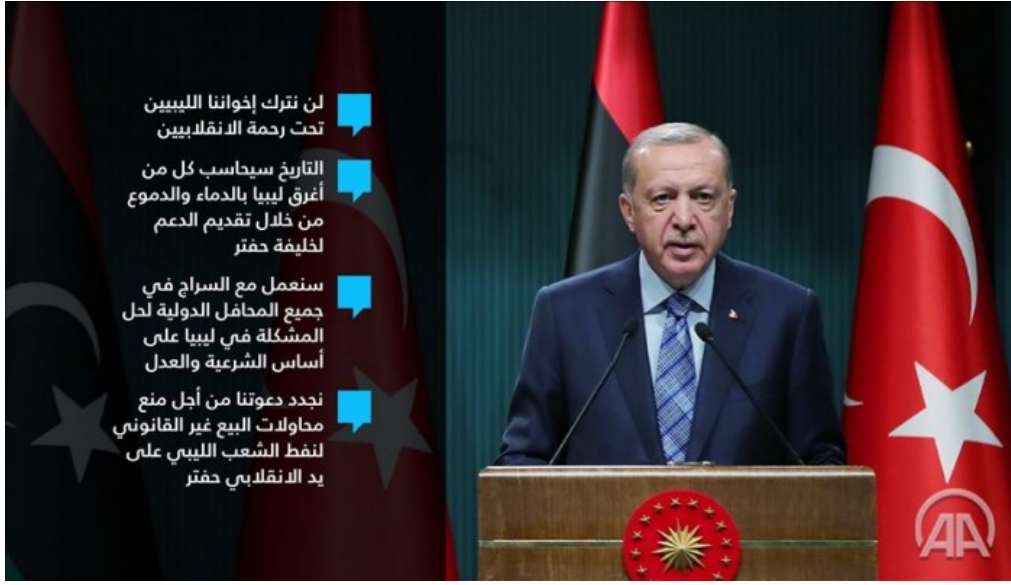 لن نترك إخواننا الليبيين
تحت رحمة الانقلابيين
التاريخ سيحاسب كل من
أغرق ليبيا بالدماء والدموع
من خلال تقديم الدعم
لخليفة حفتر
سنعمل مع السراج في
جميع المحافل الدولية لحل
المشكلة في ليبيا على
أساس الشرعية والعدل
نجدد دعوتنا من أجل منع
محاولات البيع غير القانوني
لنفط الشعب الليبي على
يد الانقلابي حفتر
AA